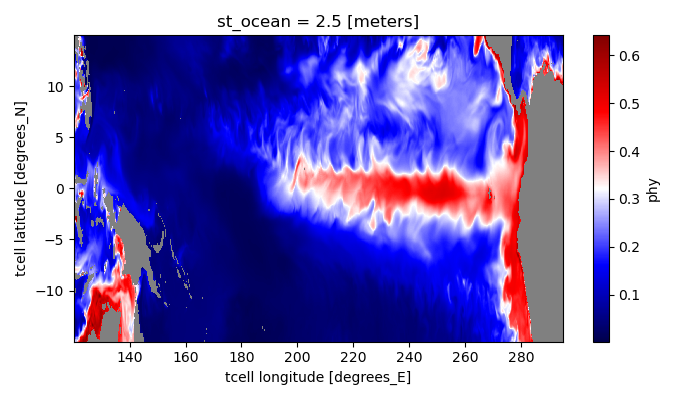 st_ocean = 2.5 [meters]
10
5
0
−5
−10
tcell latitude [degrees_N]
140 160 180 200 220 240 260 280
tcell longitude [degrees_E]
0.6
0.5
0.4
0.3
0.2
0.1
phy